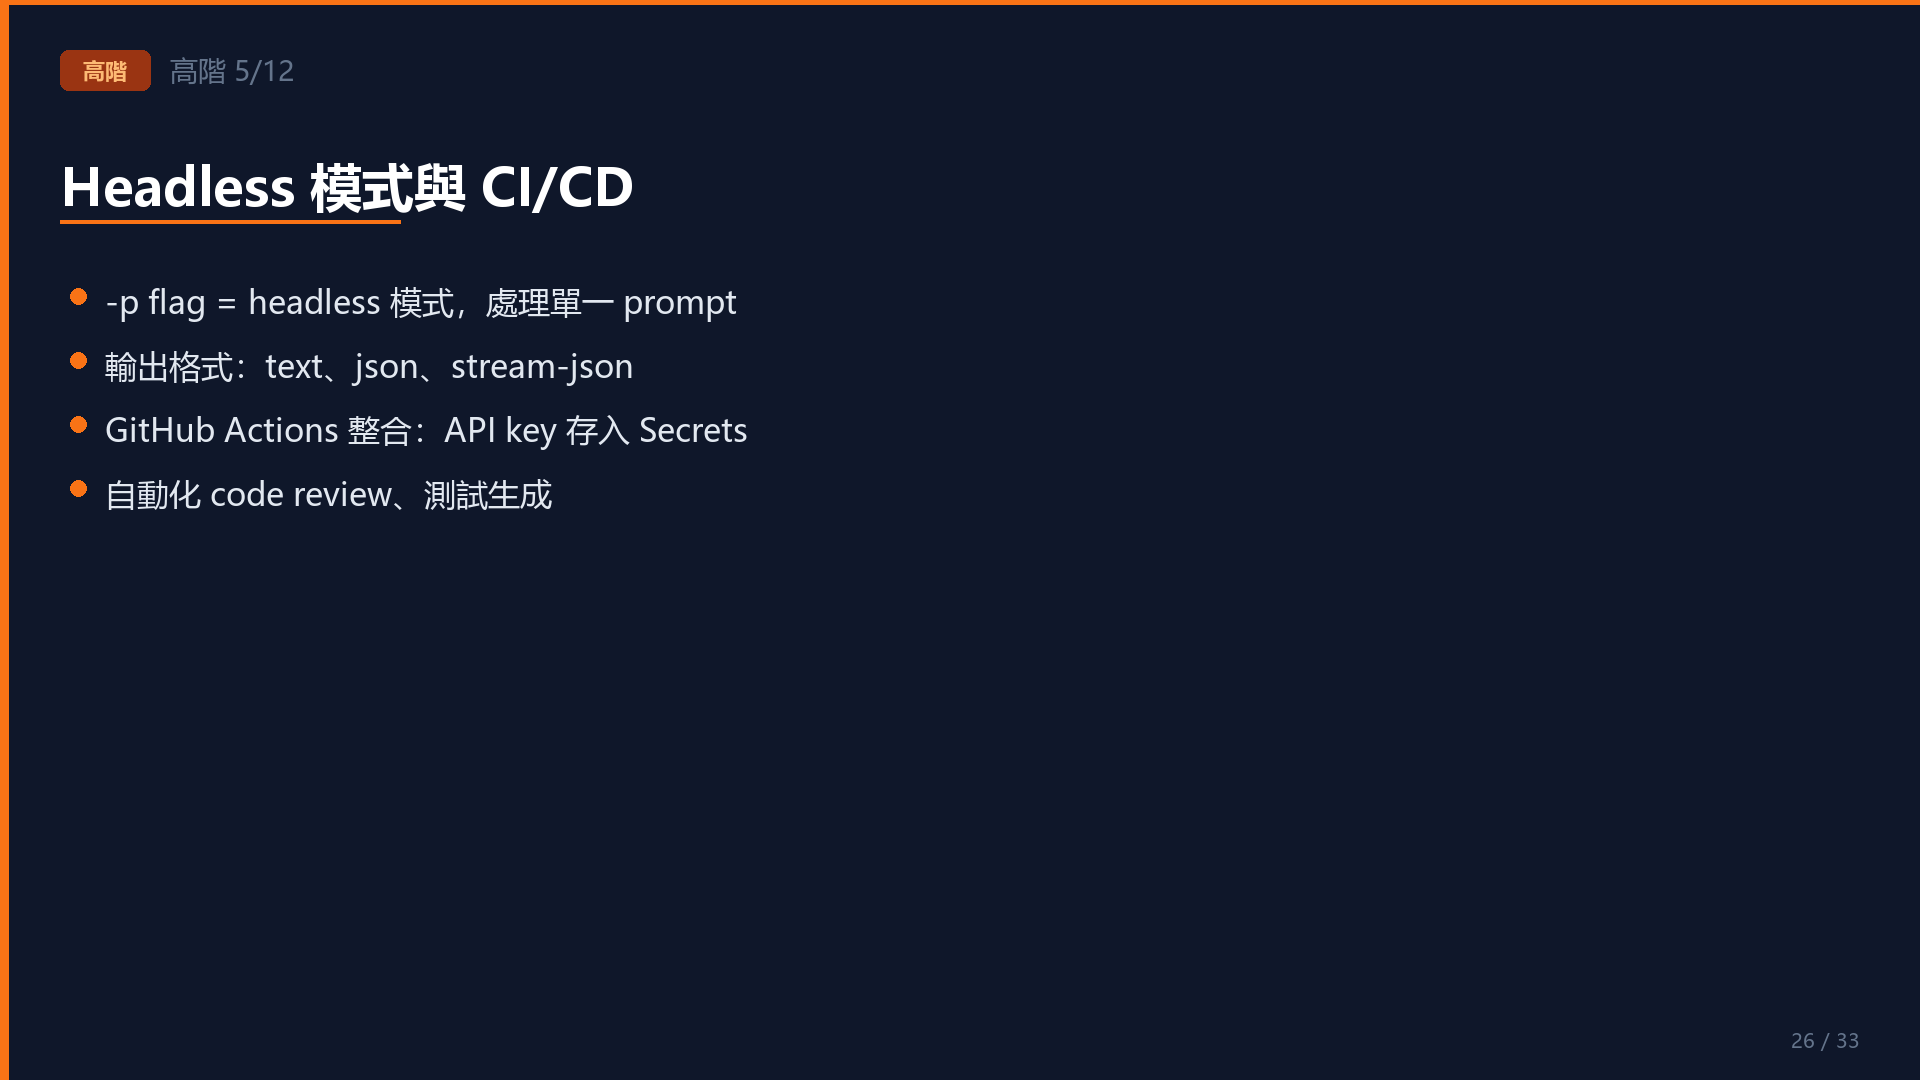 高階 高階 5/12
Headless 模式與 CI/CD
-p flag = headless 模式，處理單一 prompt
輸出格式：text、json、stream-json
GitHub Actions 整合：API key 存入 Secrets
自動化 code review、測試生成
26 / 33